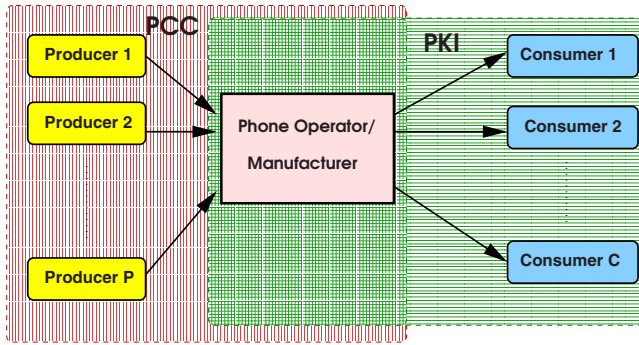 PCC
PKI
Producer 1
Consumer 1
Producer 2
Phone Operator/
Manufacturer
Consumer 2
Producer P
Consumer C